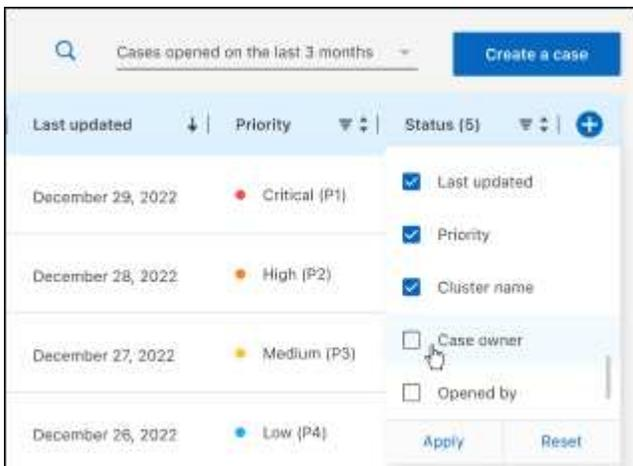 Cases opened on the last 3 months
Create a case
Last updated
Priority
Status (5)
December 29, 2022
Critical (P1)
December 28, 2022
High (P2)
December 27, 2022
Medium (P3)
December 26, 2022
Low (P4)
Last updated
Priority
Cluster name
Case owner
Opened by
Apply
Reset